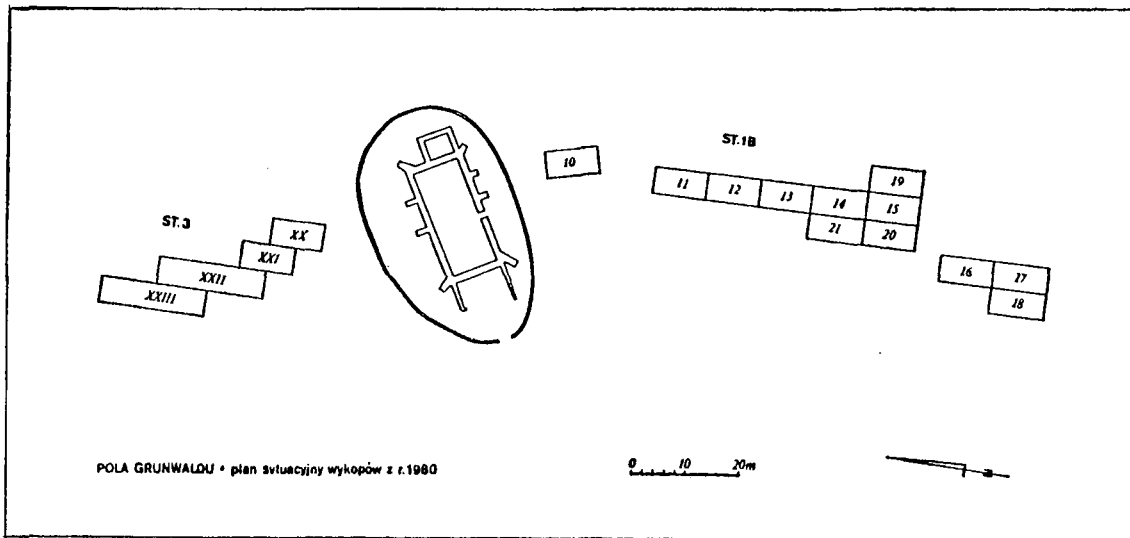 ST.1B
10
11 12 13 14 15 19
21 20
16 17
18
ST.3
XX
XXI
XXII
XXIII
POLA GRUNWALDU • plan sytuacyjny wykopów z r.1980
0 10 20m